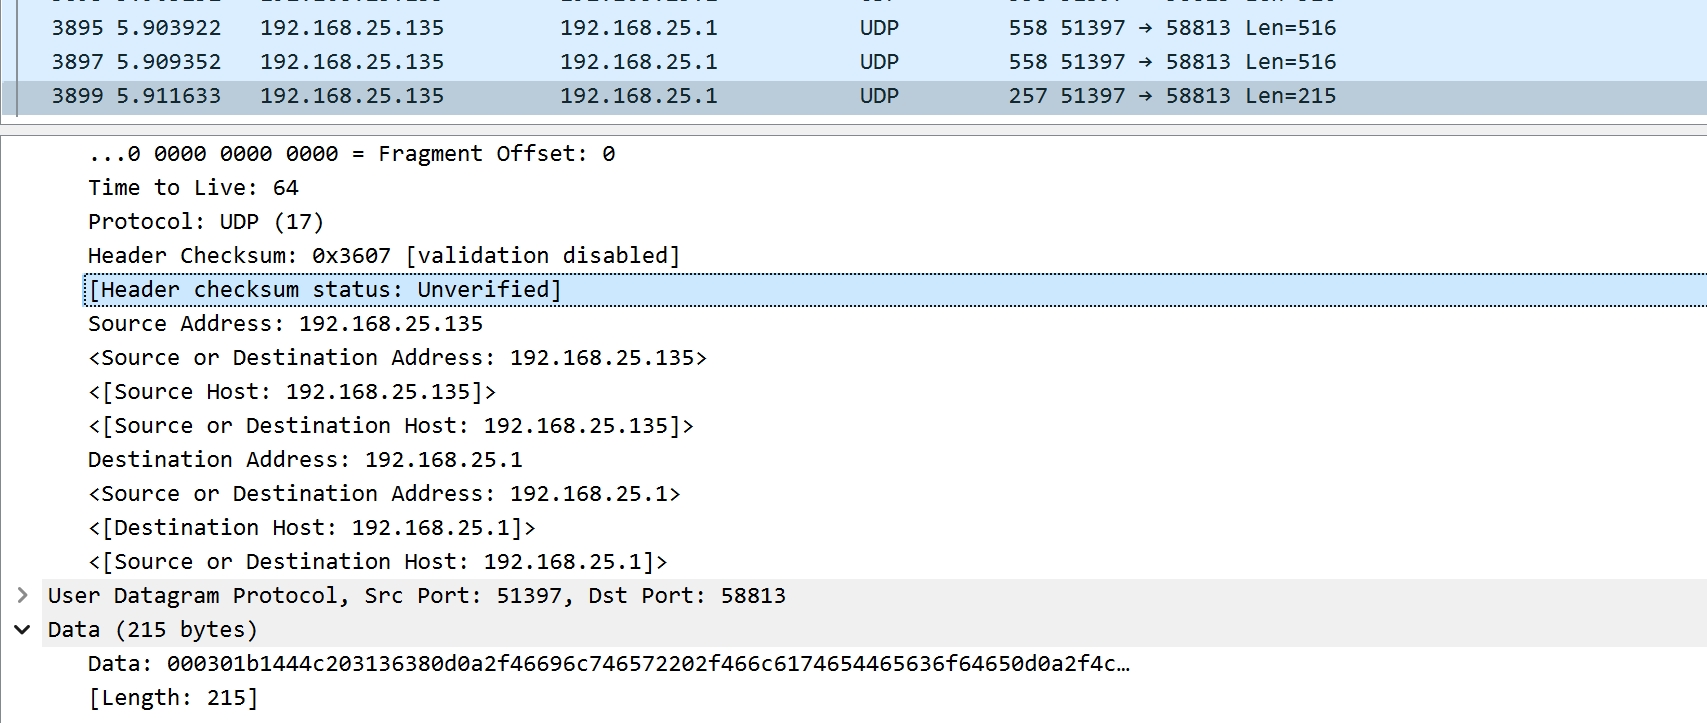 3895 5.903922 192.168.25.135 192.168.25.1 UDP 558 51397 → 58813 Len=516
3897 5.909352 192.168.25.135 192.168.25.1 UDP 558 51397 → 58813 Len=516
3899 5.911633 192.168.25.135 192.168.25.1 UDP 257 51397 → 58813 Len=215
...0 0000 0000 0000 = Fragment Offset: 0
Time to Live: 64
Protocol: UDP (17)
Header Checksum: 0x3607 [validation disabled]
[Header checksum status: Unverified]
Source Address: 192.168.25.135
<Source or Destination Address: 192.168.25.135>
<[Source Host: 192.168.25.135]>
<[Source or Destination Host: 192.168.25.135]>
Destination Address: 192.168.25.1
<Source or Destination Address: 192.168.25.1>
<[Destination Host: 192.168.25.1]>
<[Source or Destination Host: 192.168.25.1]>
User Datagram Protocol, Src Port: 51397, Dst Port: 58813
Data (215 bytes)
Data: 000301b1444c203136380d0a2f46696c746572202f466c6174654465636f64650d0a2f4c…
[Length: 215]